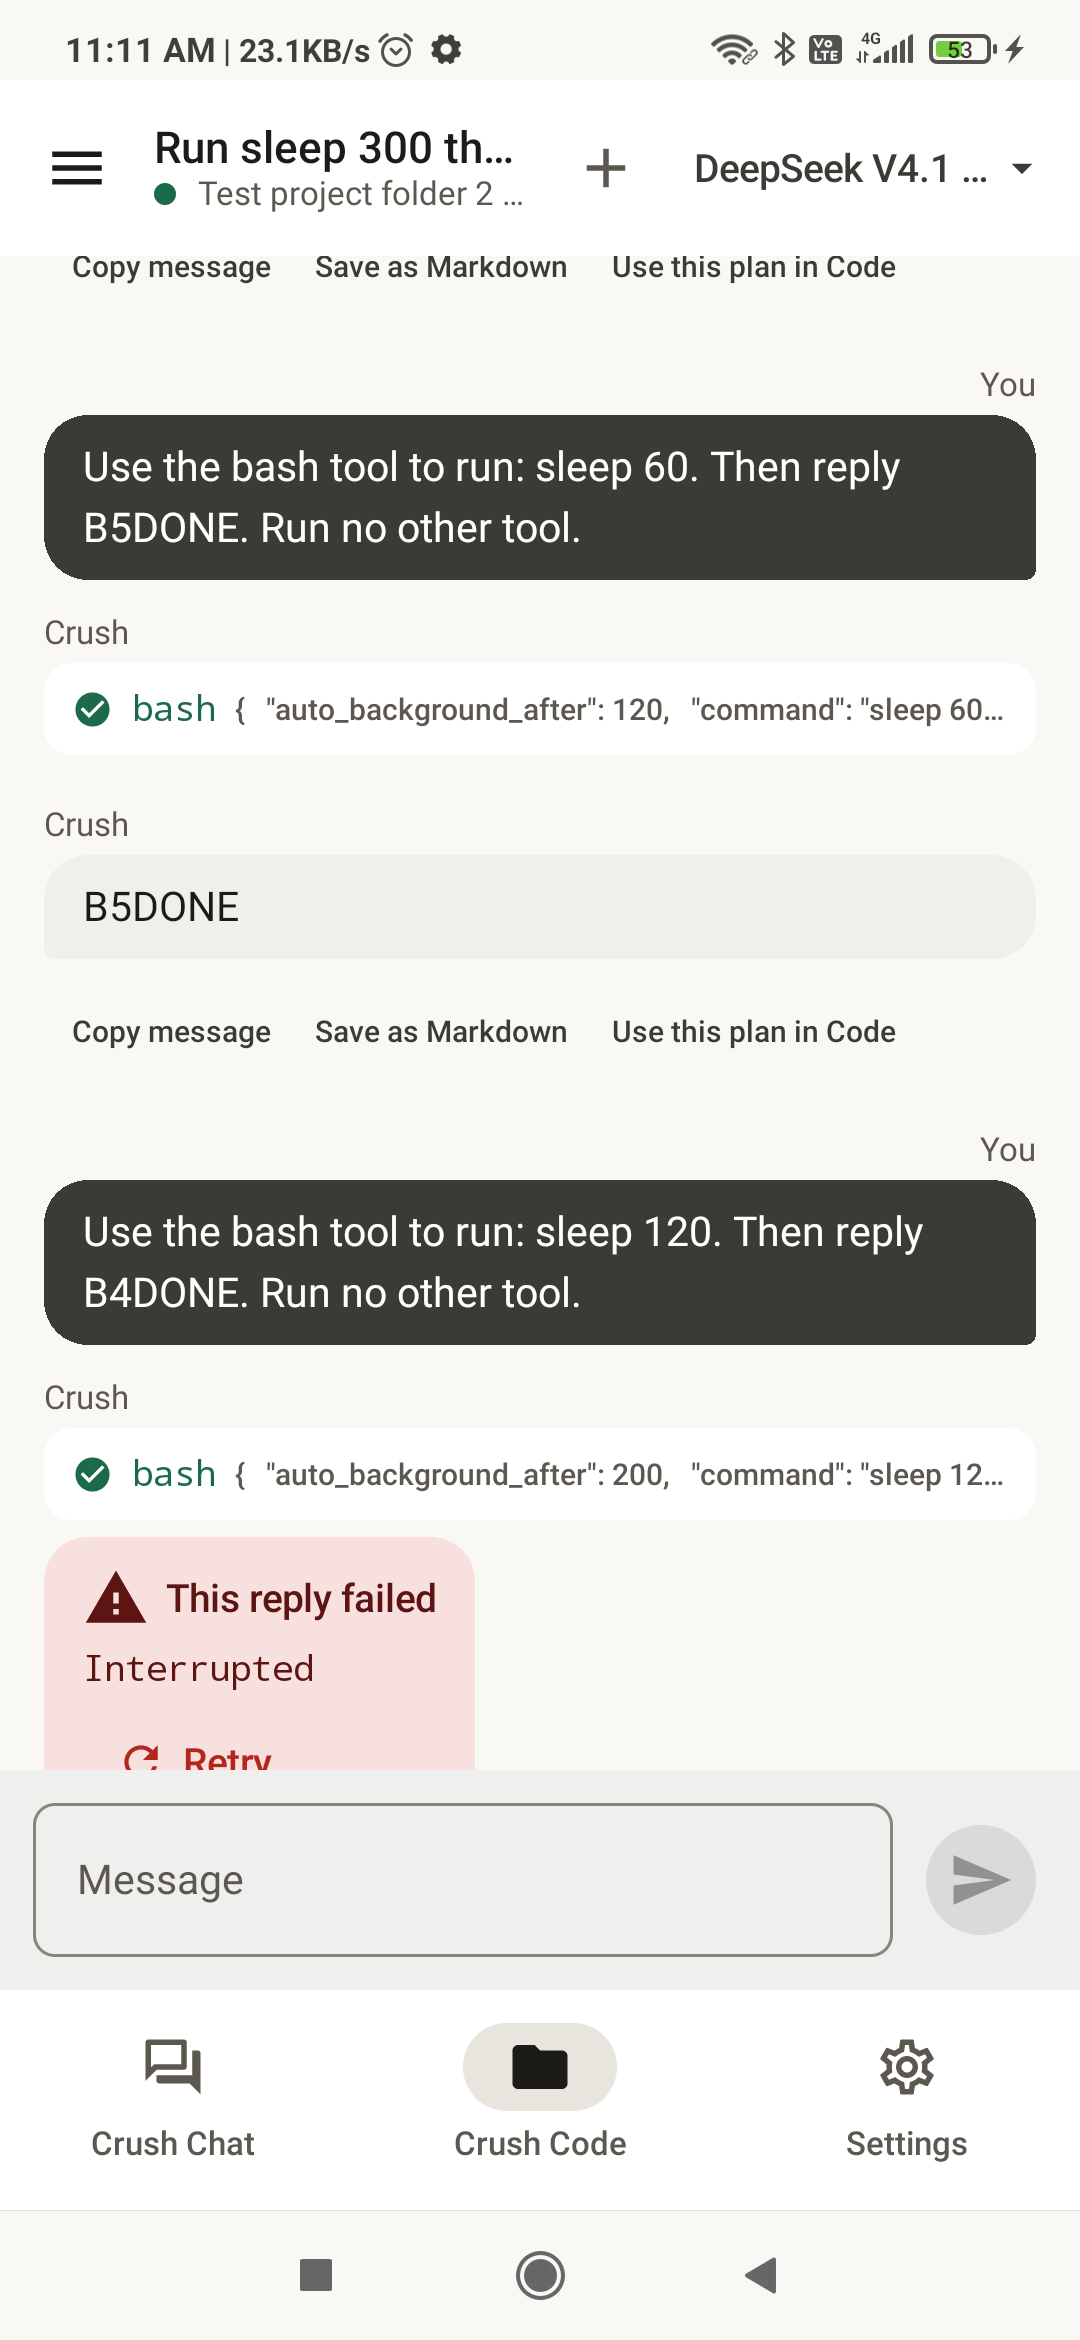 11:11 AM | 23.1KB/s
Vo LTE
4G
53
Run sleep 300 th...
Test project folder 2 ...
DeepSeek V4.1 ...
Copy message Save as Markdown Use this plan in Code
You
Use the bash tool to run: sleep 60. Then reply
B5DONE. Run no other tool.
Crush
bash { "auto_background_after": 120, "command": "sleep 60...
Crush
B5DONE
Copy message Save as Markdown Use this plan in Code
You
Use the bash tool to run: sleep 120. Then reply
B4DONE. Run no other tool.
Crush
bash { "auto_background_after": 200, "command": "sleep 12...
This reply failed
Interrupted
Retry
Message
Crush Chat
Crush Code
Settings